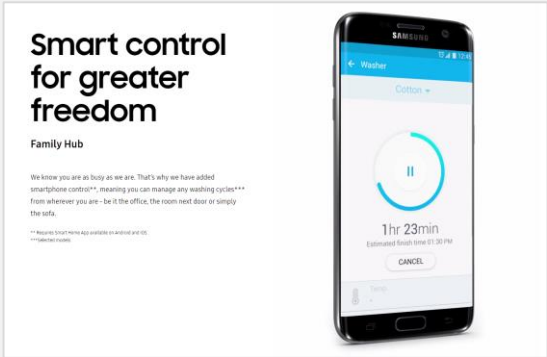 Smart control
for greater
freedom
Family Hub
We know you are as busy as we are. That's why we have added
smartphone control**, meaning you can manage any washing cycles***
from wherever you are - be it the office, the room next door or simply
the sofa.
** Requires Smart Home App available on Android and iOS.
***Selected models
SAMSUNG
12:45
Washer
Cotton
1hr 23min
Estimated finish time 01:30 PM
CANCEL
Temp.